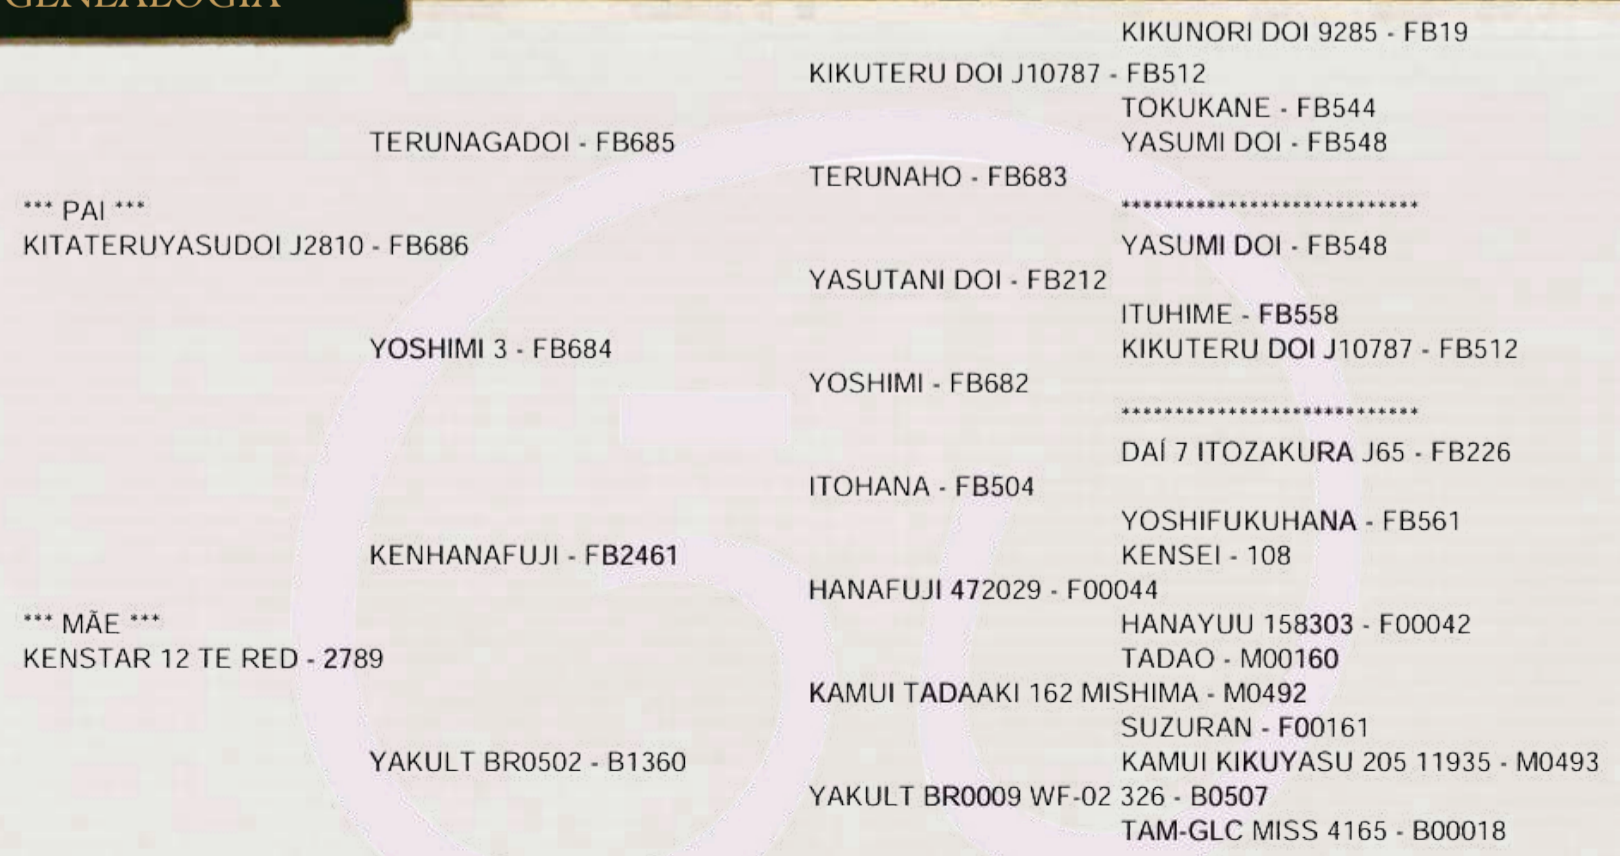 GENEALOGIA
KIKUNORI DOI 9285 - FB19
KIKUTERU DOI J10787 - FB512
TOKUKANE - FB544
TERUNAGADOI - FB685
YASUMI DOI - FB548
TERUNAHO - FB683
*** PAI ***
****************************
KITATERUYASUDOI J2810 - FB686
YASUMI DOI - FB548
YASUTANI DOI - FB212
ITUHIME - FB558
YOSHIMI 3 - FB684
KIKUTERU DOI J10787 - FB512
YOSHIMI - FB682
****************************
DAÍ 7 ITOZAKURA J65 - FB226
ITOHANA - FB504
YOSHIFUKUHANA - FB561
KENHANAFUJI - FB2461
KENSEI - 108
HANAFUJI 472029 - F00044
*** MÃE ***
HANAYUU 158303 - F00042
KENSTAR 12 TE RED - 2789
TADAO - M00160
KAMUI TADAAKI 162 MISHIMA - M0492
SUZURAN - F00161
YAKULT BR0502 - B1360
KAMUI KIKUYASU 205 11935 - M0493
YAKULT BR0009 WF-02 326 - B0507
TAM-GLC MISS 4165 - B00018